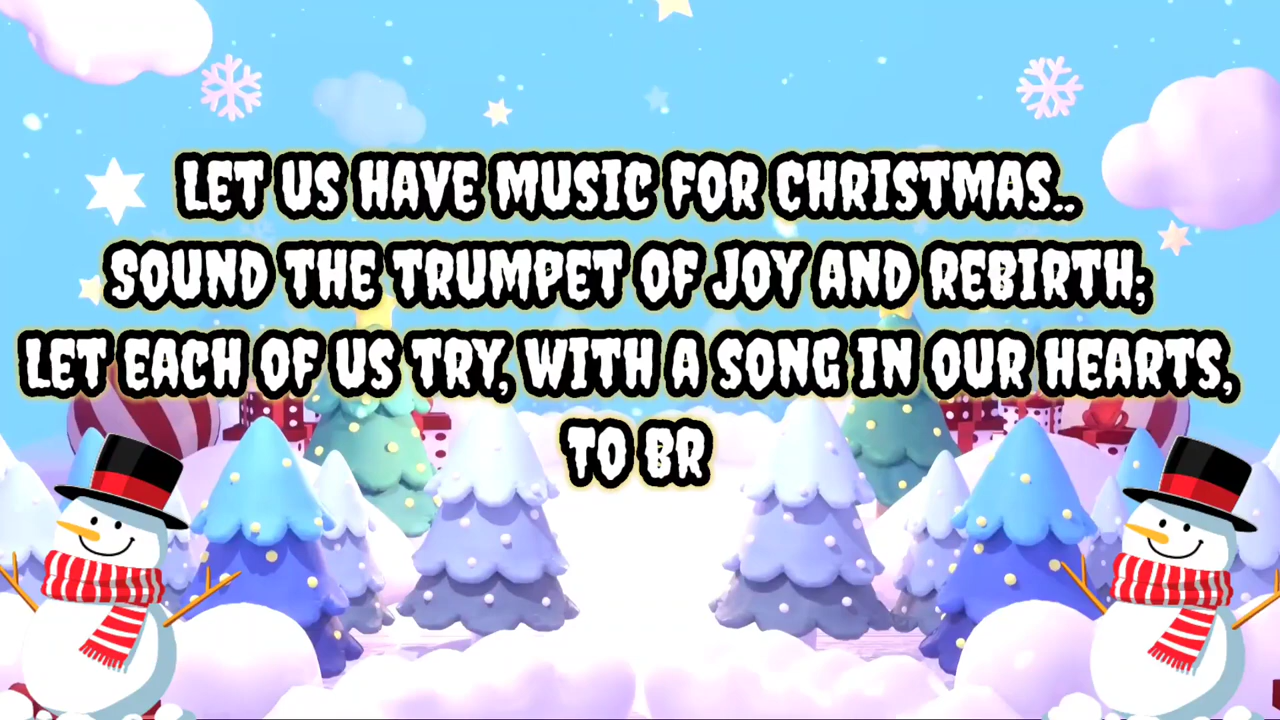 LET US HAVE MUSIC FOR CHRISTMAS..
SOUND THE TRUMPET OF JOY AND REBIRTH;
LET EACH OF US TRY, WITH A SONG IN OUR HEARTS,
TO BR